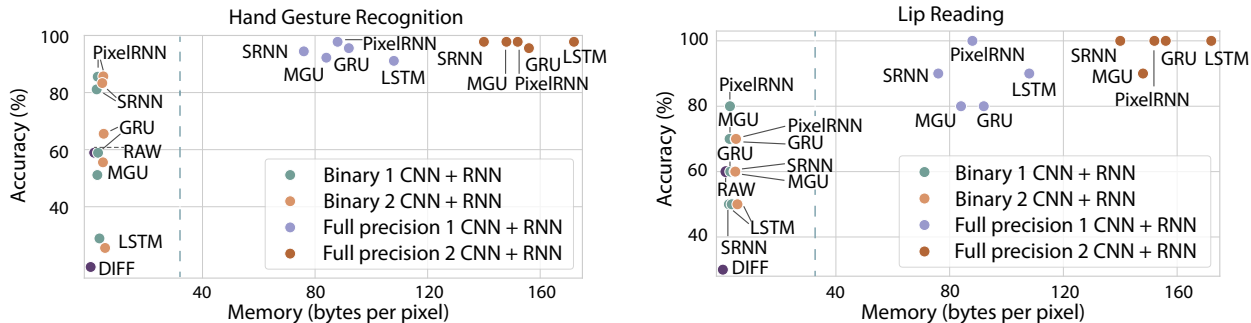 Hand Gesture Recognition
100
80
60
40
Accuracy (%)
PixelRNN
SRNN
GRU
RAW
MGU
LSTM
DIFF
SRNN
PixelRNN
MGU
GRU
LSTM
SRNN
MGU
GRU
PixelRNN
LSTM
Binary 1 CNN + RNN
Binary 2 CNN + RNN
Full precision 1 CNN + RNN
Full precision 2 CNN + RNN
40
80
120
160
Memory (bytes per pixel)
Lip Reading
100
80
60
40
Accuracy (%)
PixelRNN
MGU
GRU
RAW
SRNN
DIFF
PixelRNN
GRU
SRNN
MGU
LSTM
SRNN
PixelRNN
MGU
GRU
LSTM
SRNN
MGU
PixelRNN
GRU
LSTM
Binary 1 CNN + RNN
Binary 2 CNN + RNN
Full precision 1 CNN + RNN
Full precision 2 CNN + RNN
40
80
120
160
Memory (bytes per pixel)